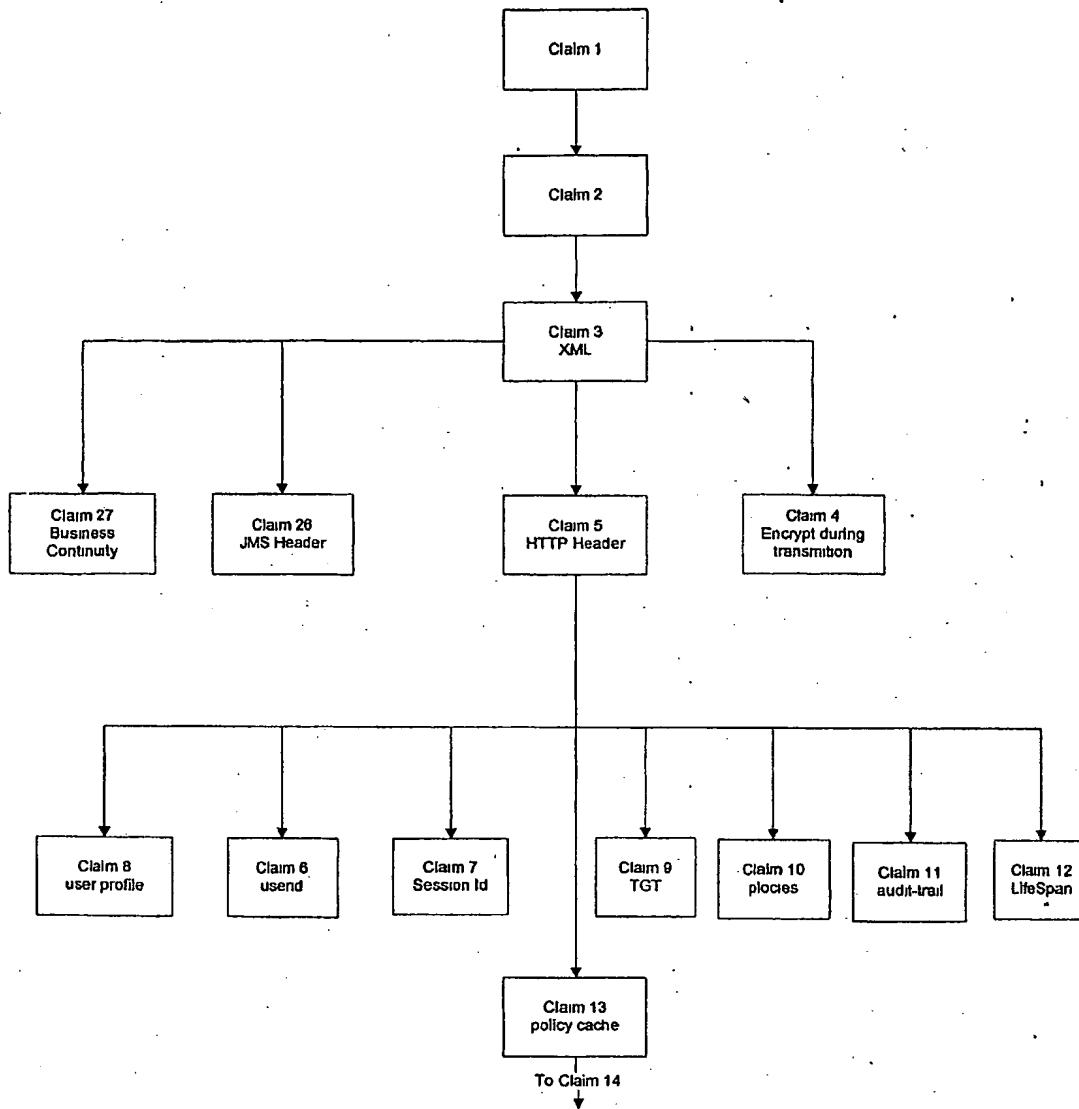 Claim 1
Claim 2
Claim 3
XML
Claim 27
Business
Continuity
Claim 26
JMS Header
Claim 5
HTTP Header
Claim 4
Encrypt during
transmition
Claim 8
user profile
Claim 6
userid
Claim 7
Session Id
Claim 9
TGT
Claim 10
plocies
Claim 11
audit-trail
Claim 12
LifeSpan
Claim 13
policy cache
To Claim 14